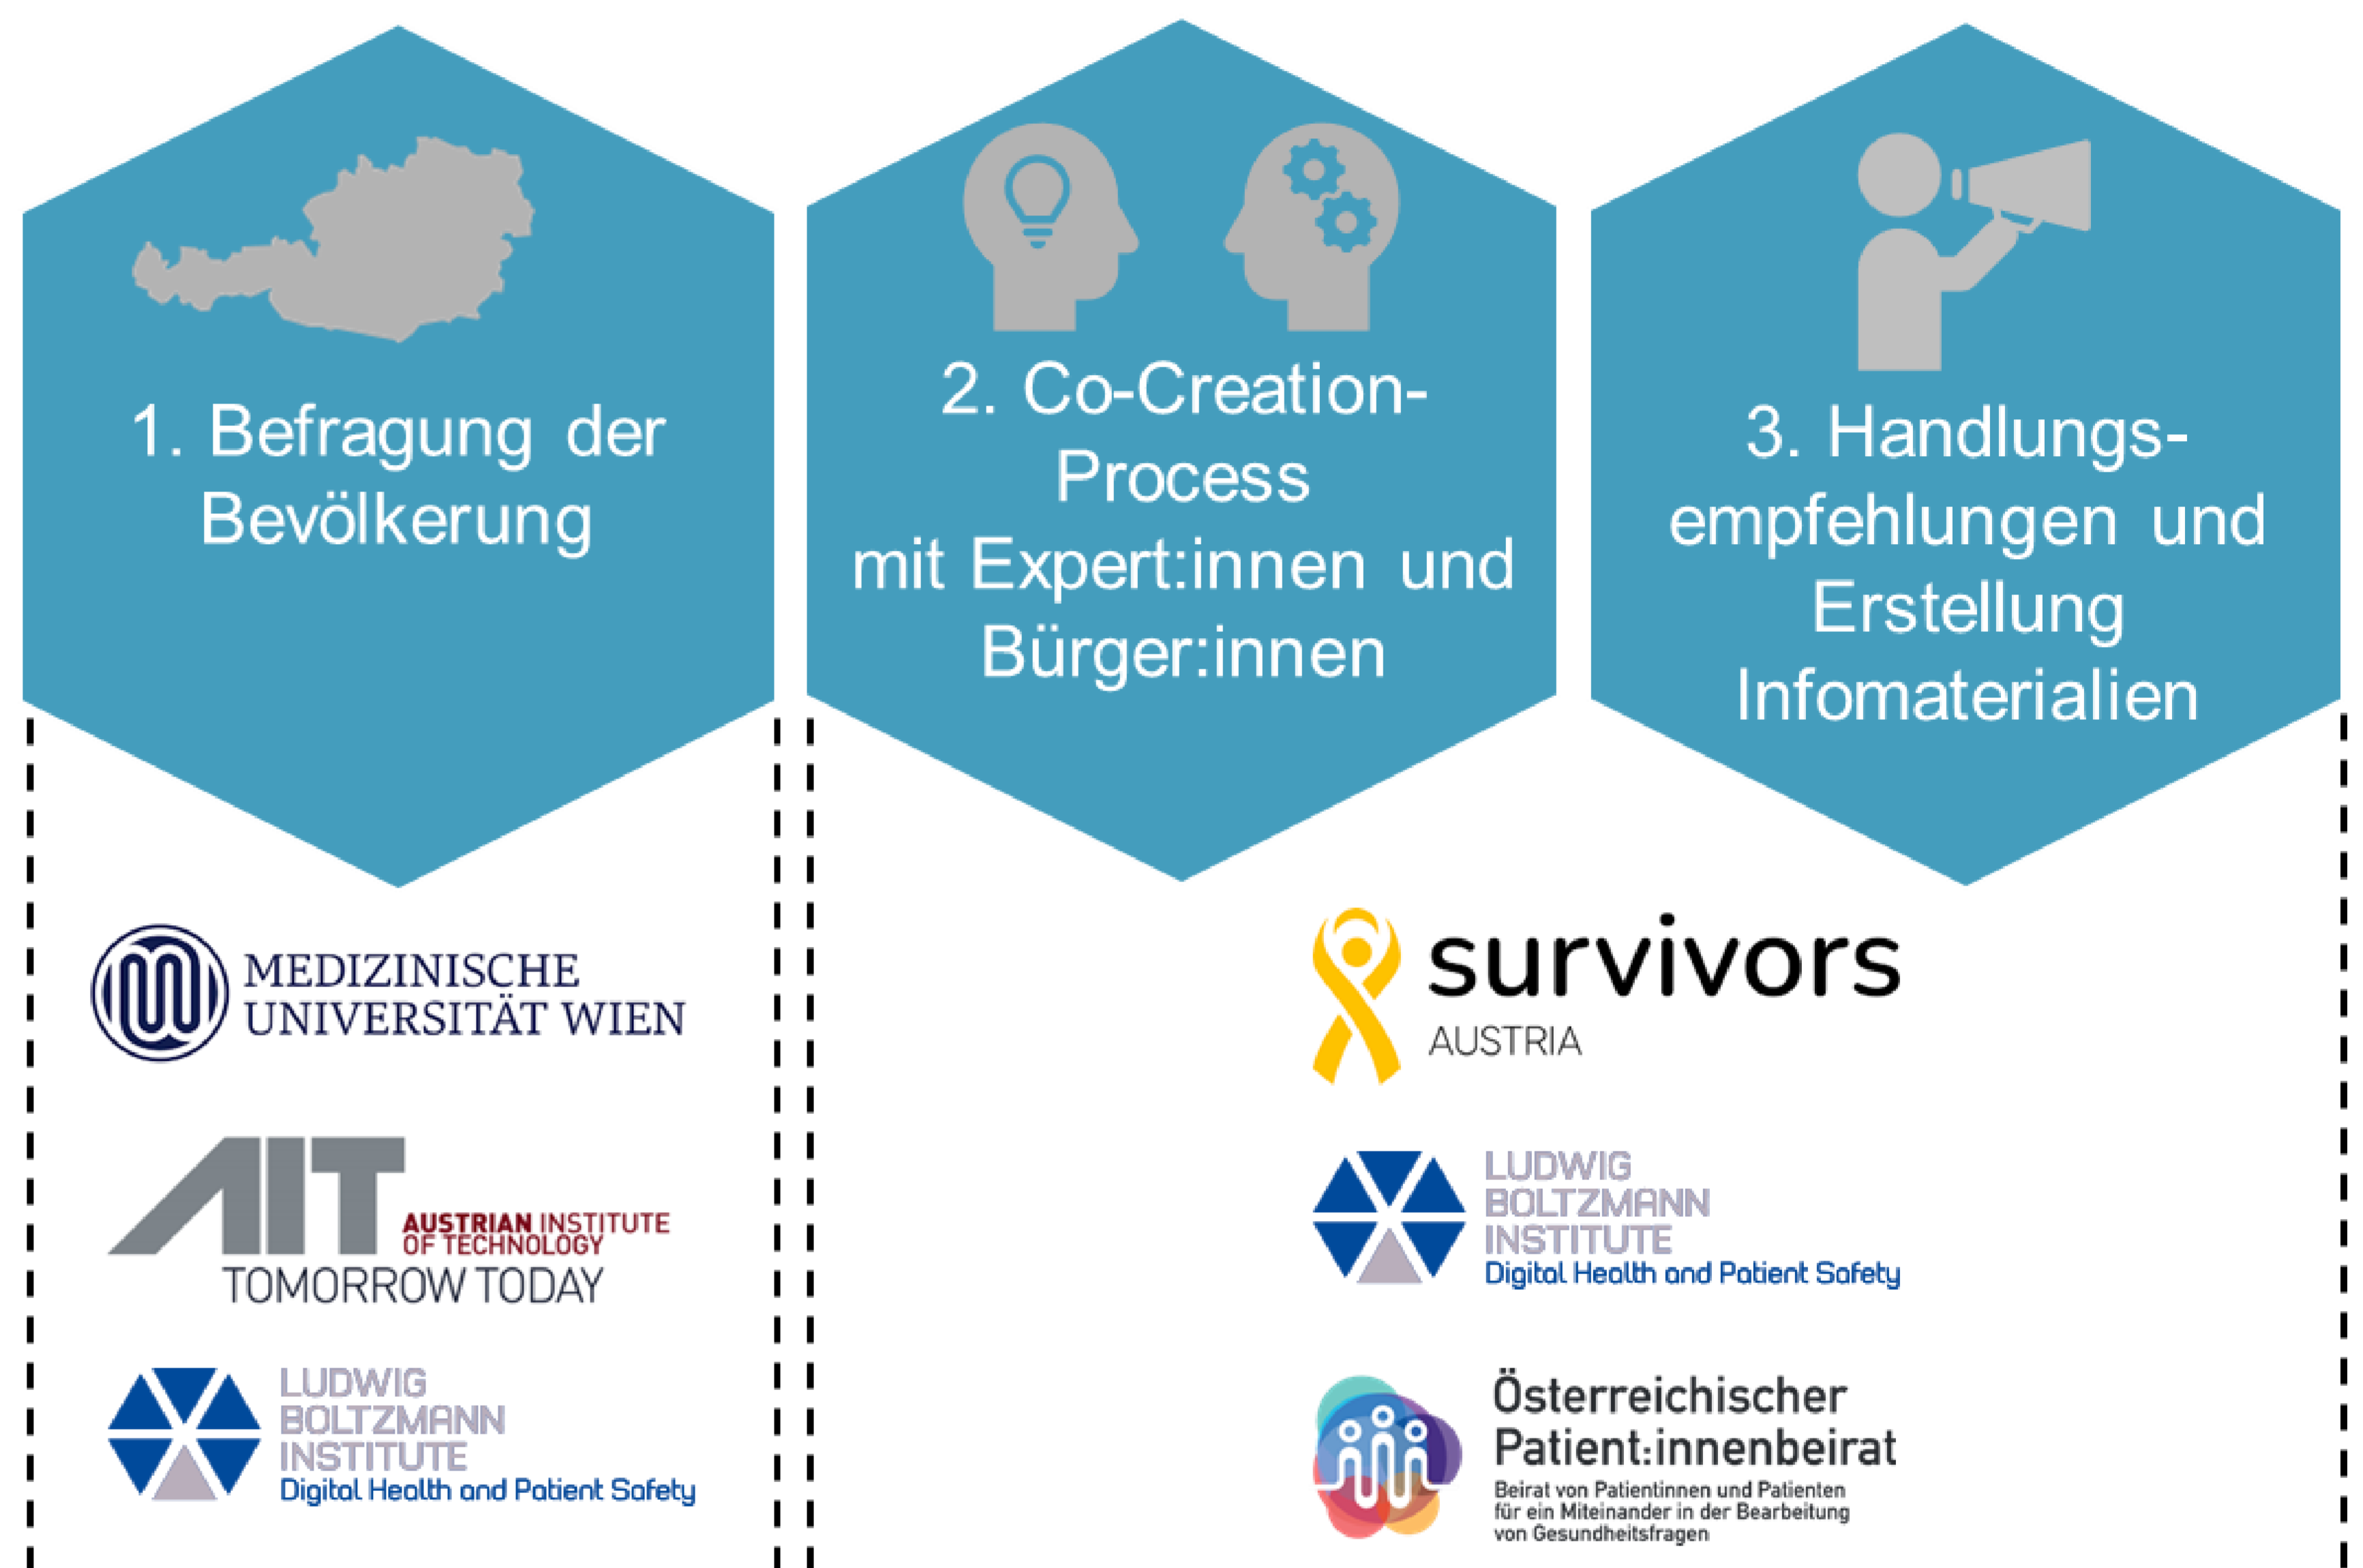 1. Befragung der
Bevölkerung
2. Co-Creation-
Process
mit Expert:innen und
Bürger:innen
3. Handlungs-
empfehlungen und
Erstellung
Infomaterialien
MEDIZINISCHE
UNIVERSITÄT WIEN
AIT
AUSTRIAN INSTITUTE
OF TECHNOLOGY
TOMORROW TODAY
LUDWIG
BOLTZMANN
INSTITUTE
Digital Health and Patient Safety
survivors
AUSTRIA
LUDWIG
BOLTZMANN
INSTITUTE
Digital Health and Patient Safety
Österreichischer
Patient:innenbeirat
Beirat von Patientinnen und Patienten
für ein Miteinander in der Bearbeitung
von Gesundheitsfragen